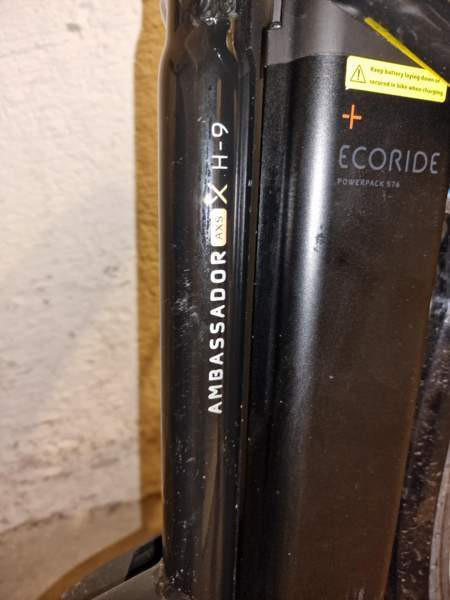 Keep battery laying down or
secured in bike when charging
ECORIDE
POWERPACK 576
AMBASSADOR AXS X H-9